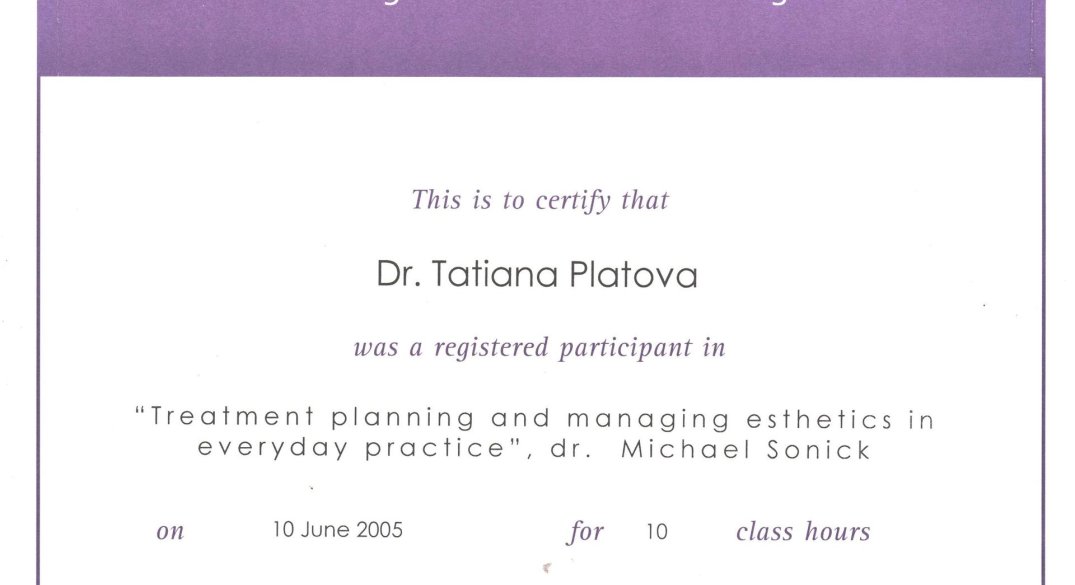 This is to certify that
Dr. Tatiana Platova
was a registered participant in
“Treatment planning and managing esthetics in
everyday practice”, dr. Michael Sonick
on 10 June 2005 for 10 class hours